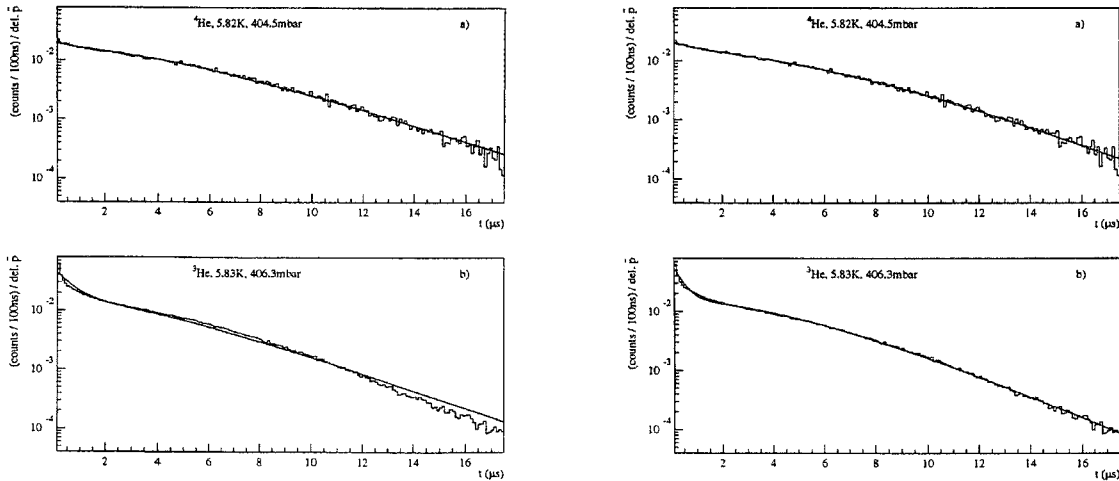 (counts / 100ns) / del. p̄
⁴He, 5.82K, 404.5mbar
a)
10⁻²
10⁻³
10⁻⁴
2 4 6 8 10 12 14 16
t (µs)
(counts / 100ns) / del. p̄
³He, 5.83K, 406.3mbar
b)
10⁻²
10⁻³
10⁻⁴
2 4 6 8 10 12 14 16
t (µs)
(counts / 100ns) / del. p̄
⁴He, 5.82K, 404.5mbar
a)
10⁻²
10⁻³
10⁻⁴
2 4 6 8 10 12 14 16
t (µs)
(counts / 100ns) / del. p̄
³He, 5.83K, 406.3mbar
b)
10⁻²
10⁻³
10⁻⁴
2 4 6 8 10 12 14 16
t (µs)